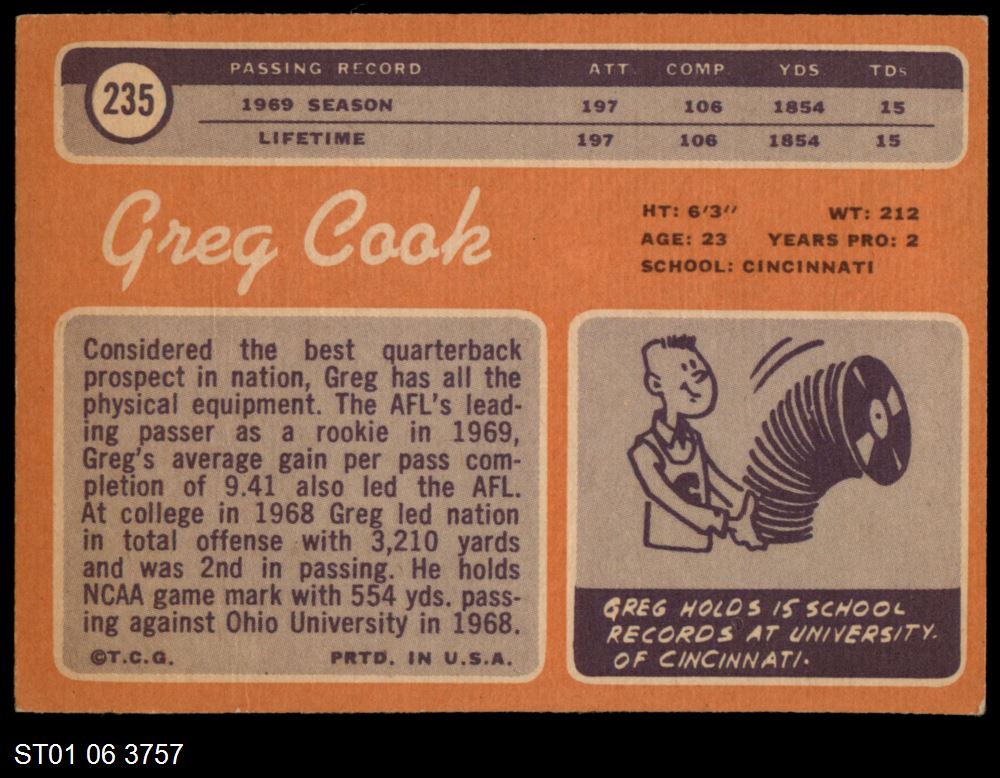 235
PASSING RECORD ATT. COMP. YDS. TDs
1969 SEASON 197 106 1854 15
LIFETIME 197 106 1854 15
Greg Cook
HT: 6'3" WT: 212
AGE: 23 YEARS PRO: 2
SCHOOL: CINCINNATI
Considered the best quarterback
prospect in nation, Greg has all the
physical equipment. The AFL's lead-
ing passer as a rookie in 1969,
Greg's average gain per pass com-
pletion of 9.41 also led the AFL.
At college in 1968 Greg led nation
in total offense with 3,210 yards
and was 2nd in passing. He holds
NCAA game mark with 554 yds. pass-
ing against Ohio University in 1968.
©T.C.G. PRTD. IN U.S.A.
C
GREG HOLDS 15 SCHOOL
RECORDS AT UNIVERSITY.
OF CINCINNATI.
ST01 06 3757